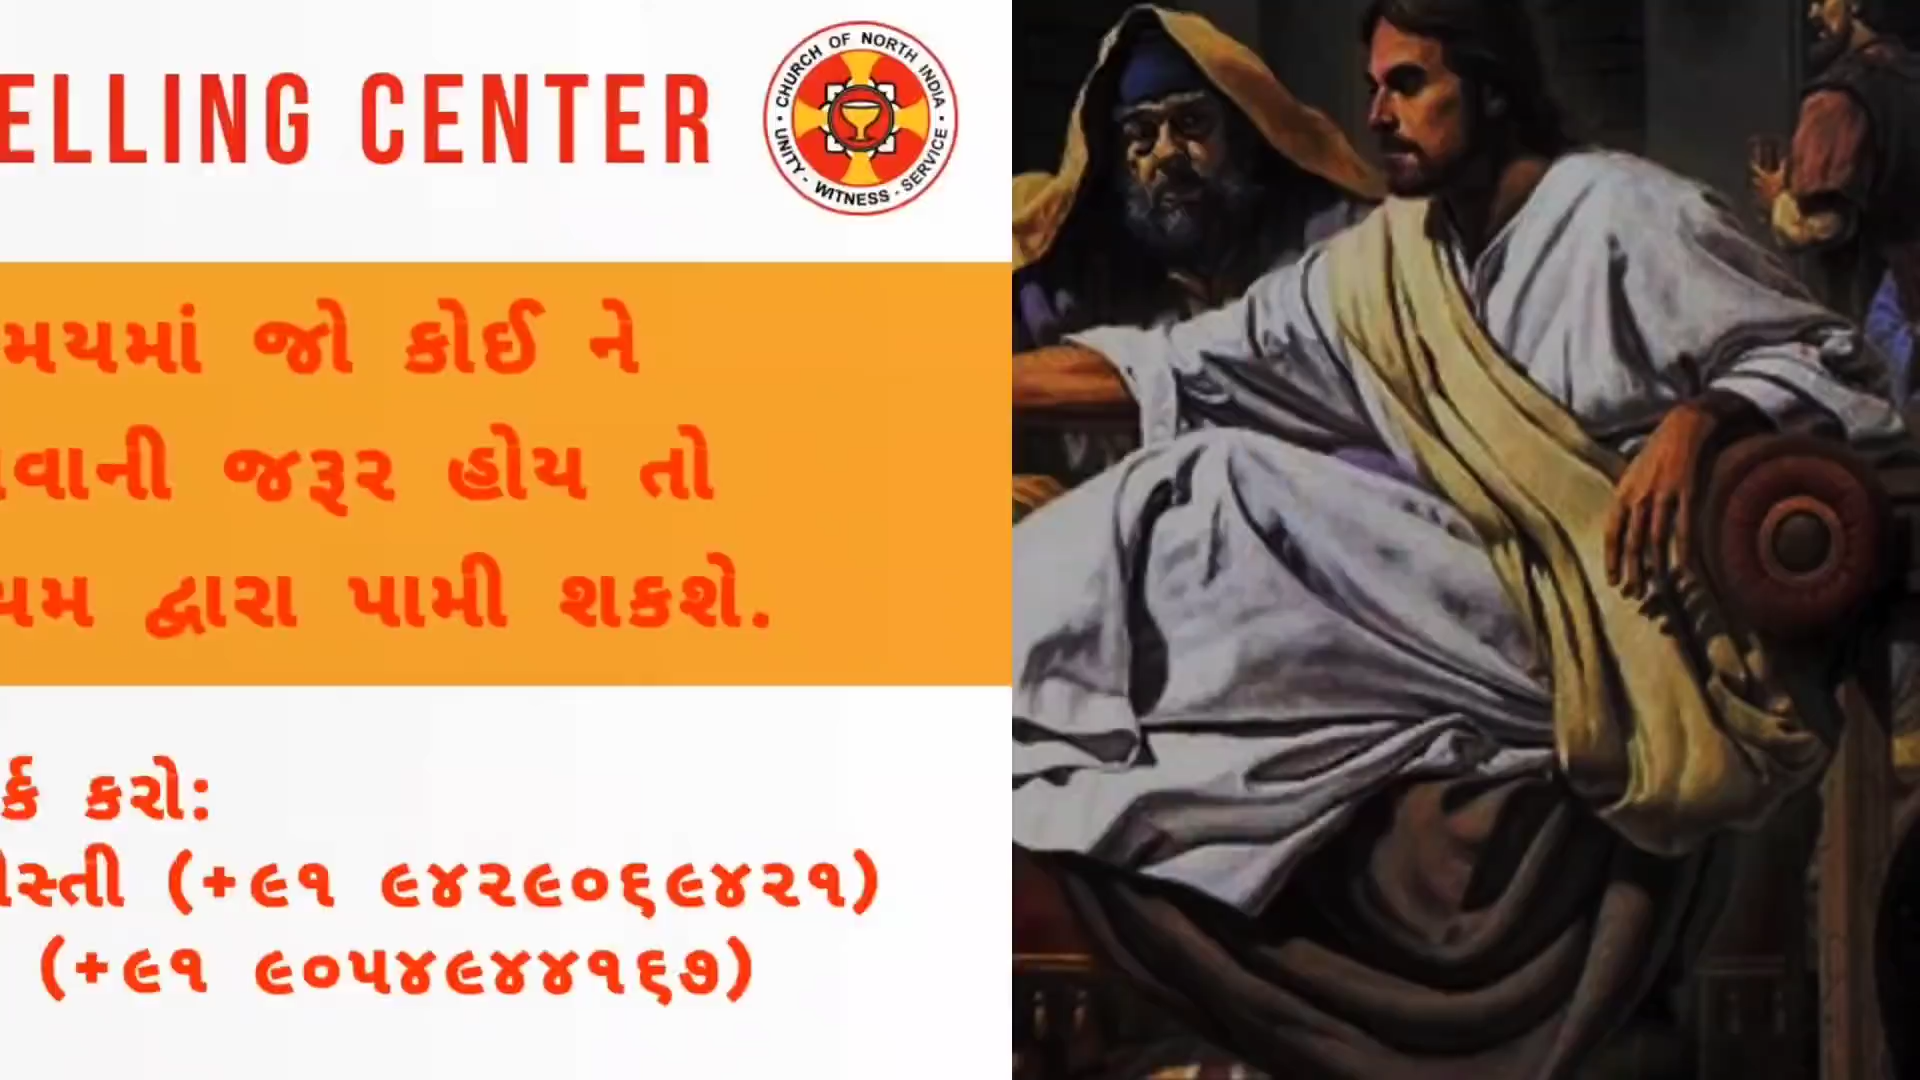 ELLING CENTER
CHURCH OF NORTH INDIA
UNITY - WITNESS - SERVICE
મયમાં જો કોઈ ને
વાની જરૂર હોય તો
યમ દ્વારા પામી શકશે.
ર્ક કરો:
સ્તી (+૯૧ ૯૪૨૯૦૬૯૪૨૧)
(+૯૧ ૯૦૫૪૯૪૪૧૬૭)